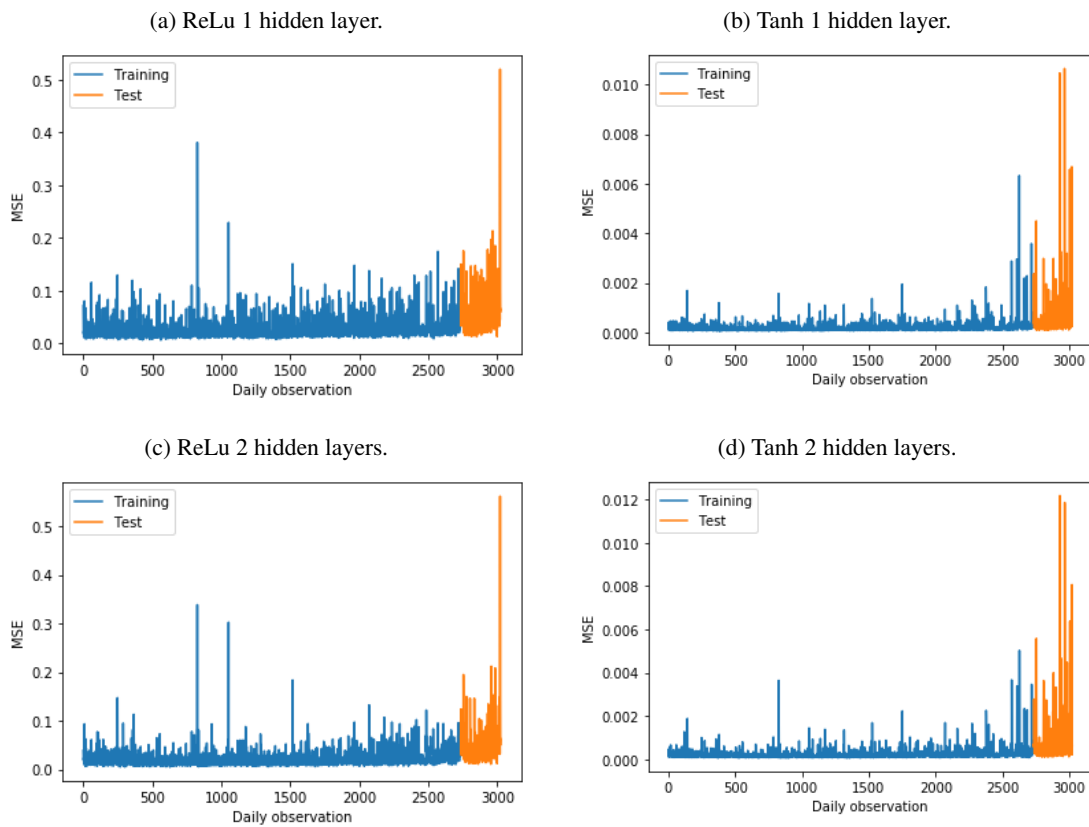 (a) ReLu 1 hidden layer.
0.5
0.4
0.3
0.2
0.1
0.0
MSE
Training
Test
0 500 1000 1500 2000 2500 3000
Daily observation
(b) Tanh 1 hidden layer.
0.010
0.008
0.006
0.004
0.002
0.000
MSE
Training
Test
0 500 1000 1500 2000 2500 3000
Daily observation
(c) ReLu 2 hidden layers.
0.5
0.4
0.3
0.2
0.1
0.0
MSE
Training
Test
0 500 1000 1500 2000 2500 3000
Daily observation
(d) Tanh 2 hidden layers.
0.012
0.010
0.008
0.006
0.004
0.002
0.000
MSE
Training
Test
0 500 1000 1500 2000 2500 3000
Daily observation